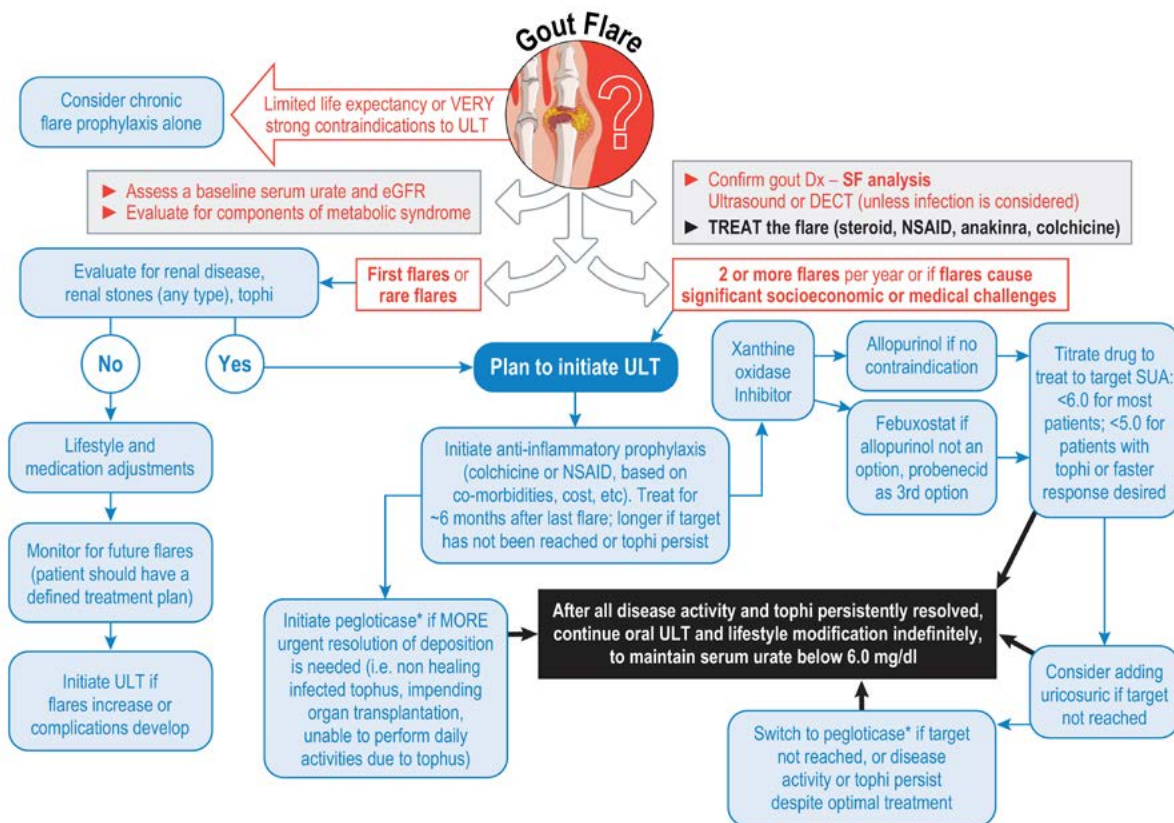 Gout Flare
?
Consider chronic
flare prophylaxis alone
Limited life expectancy or VERY
strong contraindications to ULT
► Assess a baseline serum urate and eGFR
► Evaluate for components of metabolic syndrome
► Confirm gout Dx – SF analysis
Ultrasound or DECT (unless infection is considered)
► TREAT the flare (steroid, NSAID, anakinra, colchicine)
Evaluate for renal disease,
renal stones (any type), tophi
First flares or
rare flares
2 or more flares per year or if flares cause
significant socioeconomic or medical challenges
No
Yes
Plan to initiate ULT
Xanthine
oxidase
Inhibitor
Allopurinol if no
contraindication
Febuxostat if
allopurinol not an
option, probenecid
as 3rd option
Titrate drug to
treat to target SUA:
<6.0 for most
patients; <5.0 for
patients with
tophi or faster
response desired
Lifestyle and
medication adjustments
Initiate anti-inflammatory prophylaxis
(colchicine or NSAID, based on
co-morbidities, cost, etc). Treat for
~6 months after last flare; longer if target
has not been reached or tophi persist
Monitor for future flares
(patient should have a
defined treatment plan)
Initiate ULT if
flares increase or
complications develop
Initiate pegloticase* if MORE
urgent resolution of deposition
is needed (i.e. non healing
infected tophus, impending
organ transplantation,
unable to perform daily
activities due to tophus)
After all disease activity and tophi persistently resolved,
continue oral ULT and lifestyle modification indefinitely,
to maintain serum urate below 6.0 mg/dl
Consider adding
uricosuric if target
not reached
Switch to pegloticase* if target
not reached, or disease
activity or tophi persist
despite optimal treatment